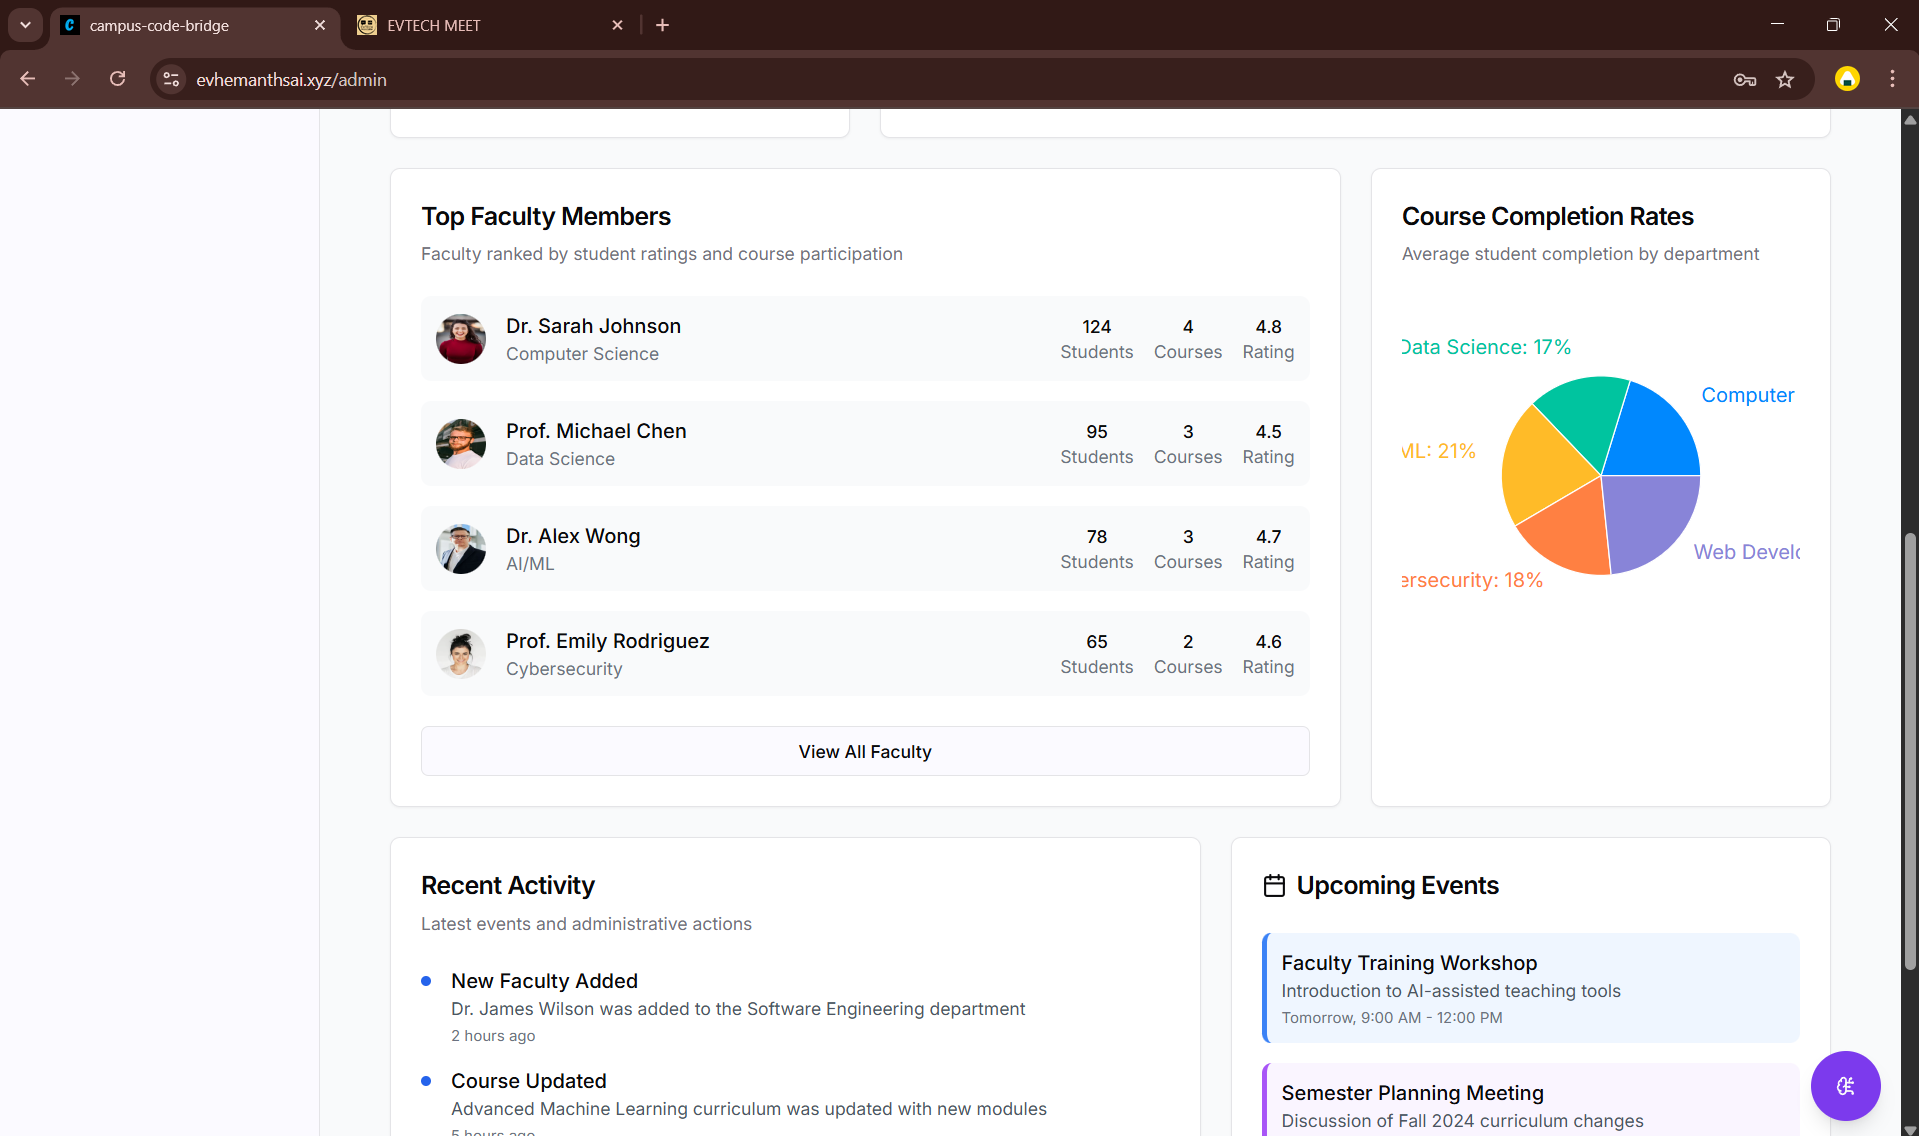 campus-code-bridge
EVTECH MEET
evhemanthsai.xyz/admin
Top Faculty Members
Faculty ranked by student ratings and course participation
Dr. Sarah Johnson
Computer Science
124
Students
4
Courses
4.8
Rating
Prof. Michael Chen
Data Science
95
Students
3
Courses
4.5
Rating
Dr. Alex Wong
AI/ML
78
Students
3
Courses
4.7
Rating
Prof. Emily Rodriguez
Cybersecurity
65
Students
2
Courses
4.6
Rating
View All Faculty
Course Completion Rates
Average student completion by department
Data Science: 17%
Computer
ML: 21%
Web Develo
ersecurity: 18%
Recent Activity
Latest events and administrative actions
New Faculty Added
Dr. James Wilson was added to the Software Engineering department
2 hours ago
Course Updated
Advanced Machine Learning curriculum was updated with new modules
5 hours ago
Upcoming Events
Faculty Training Workshop
Introduction to AI-assisted teaching tools
Tomorrow, 9:00 AM - 12:00 PM
Semester Planning Meeting
Discussion of Fall 2024 curriculum changes